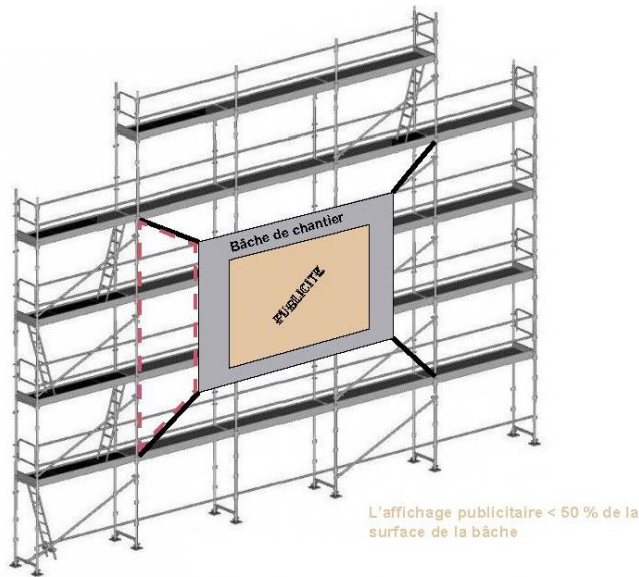 Bâche de chantier
PUBLICITE
L'affichage publicitaire < 50 % de la
surface de la bâche